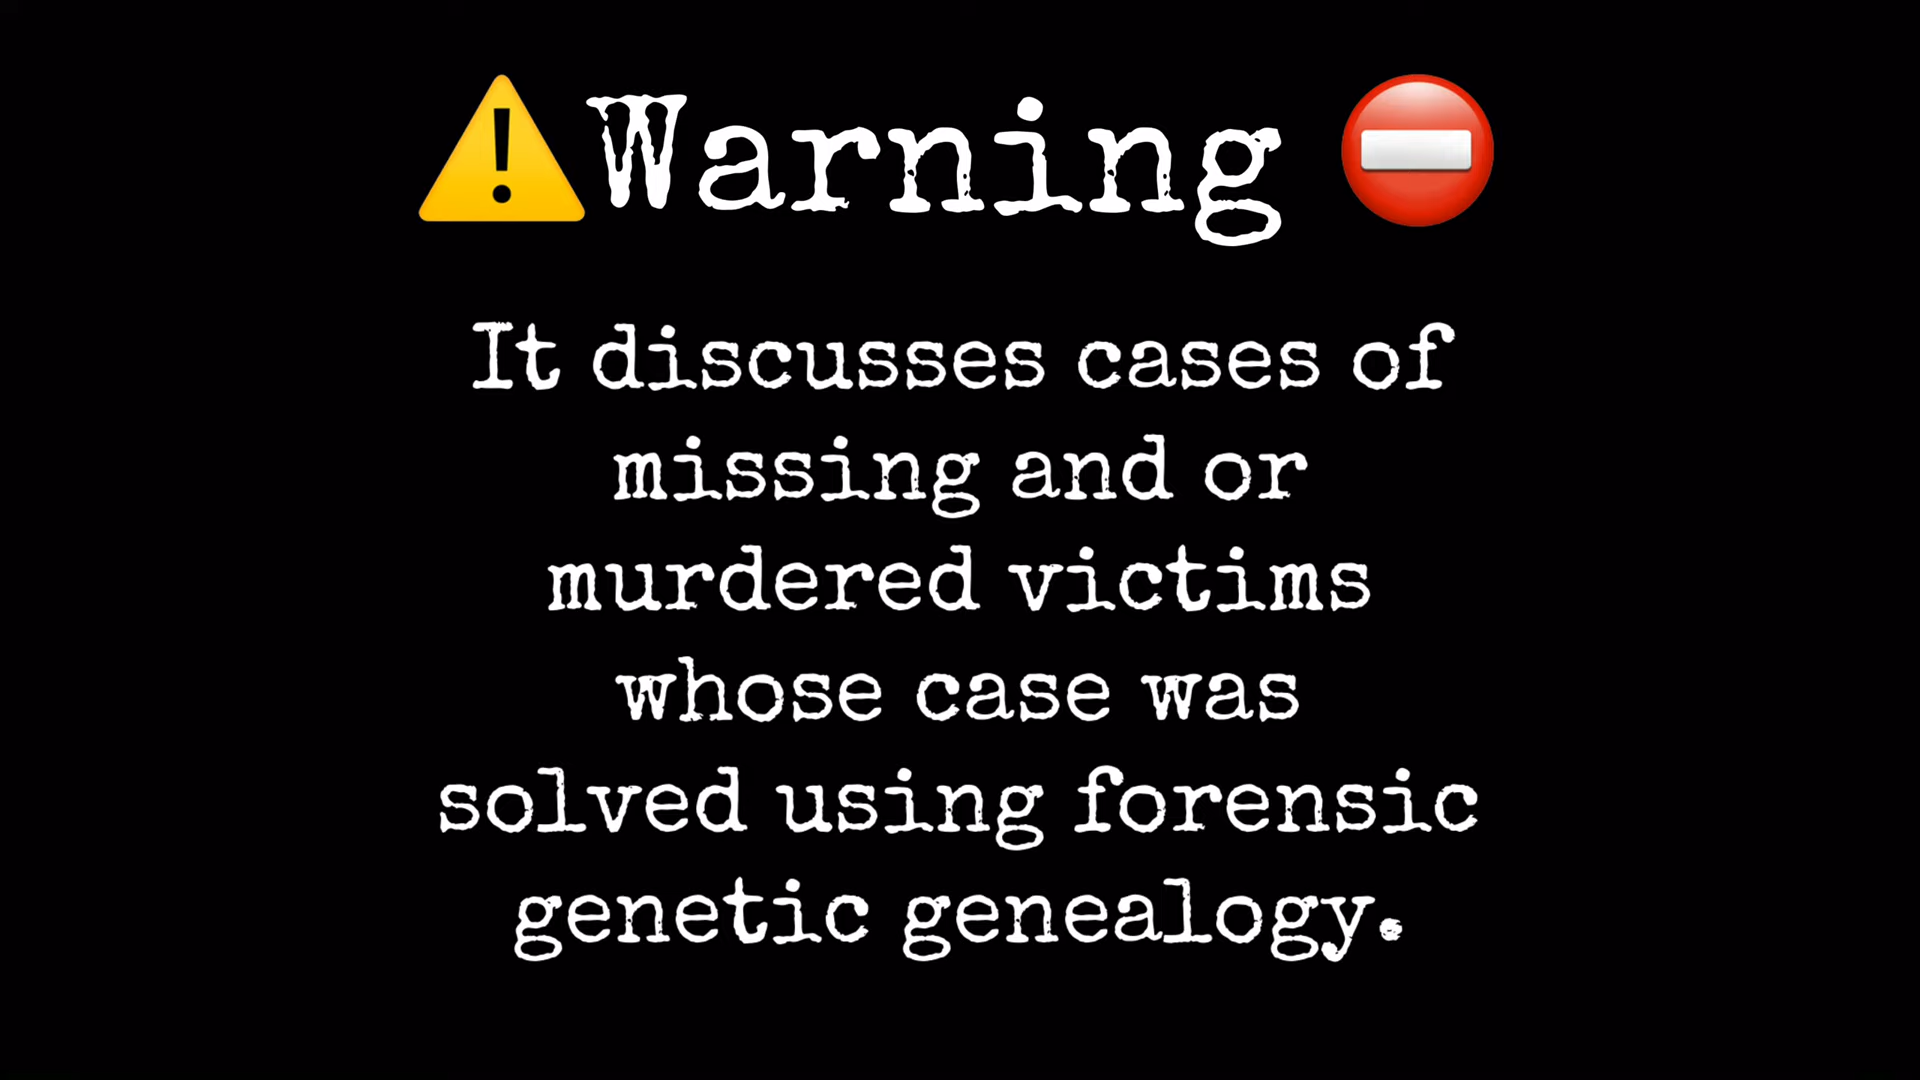 ⚠️Warning ⛔
It discusses cases of
missing and or
murdered victims
whose case was
solved using forensic
genetic genealogy.